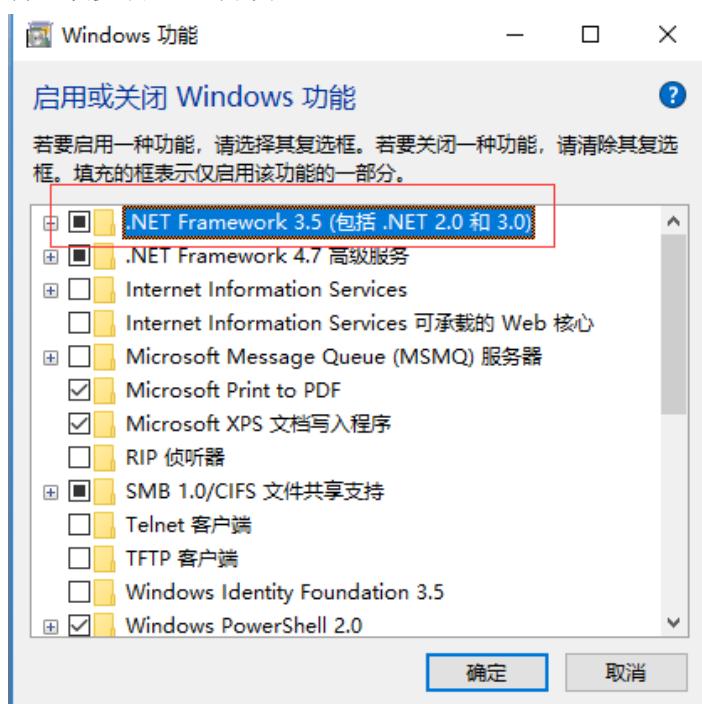 Windows 功能
启用或关闭 Windows 功能
若要启用一种功能，请选择其复选框。若要关闭一种功能，请清除其复选
框。填充的框表示仅启用该功能的一部分。
.NET Framework 3.5 (包括 .NET 2.0 和 3.0)
.NET Framework 4.7 高级服务
Internet Information Services
Internet Information Services 可承载的 Web 核心
Microsoft Message Queue (MSMQ) 服务器
Microsoft Print to PDF
Microsoft XPS 文档写入程序
RIP 侦听器
SMB 1.0/CIFS 文件共享支持
Telnet 客户端
TFTP 客户端
Windows Identity Foundation 3.5
Windows PowerShell 2.0
确定 取消